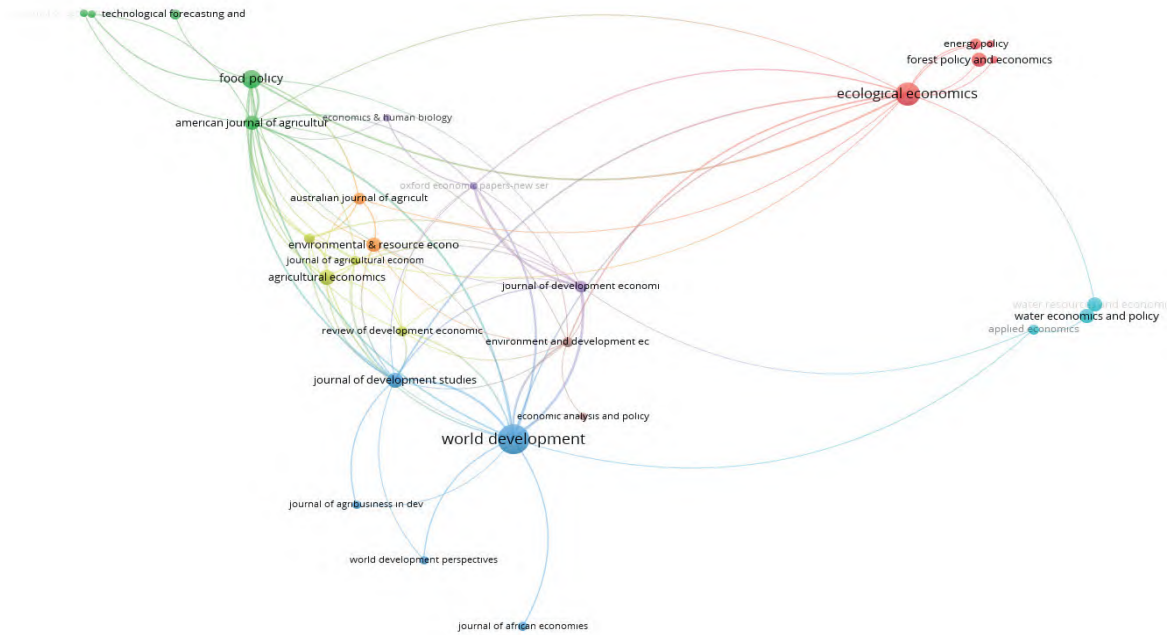 technological forecasting and
energy policy
forest policy and economics
food policy
ecological economics
economics & human biology
american journal of agricultur
oxford economic papers-new ser
australian journal of agricult
environmental & resource econo
journal of agricultural econom
agricultural economics
journal of development economi
water resources and economi
water economics and policy
applied economics
review of development economic
environment and development ec
journal of development studies
economic analysis and policy
world development
journal of agribusiness in dev
world development perspectives
journal of african economies